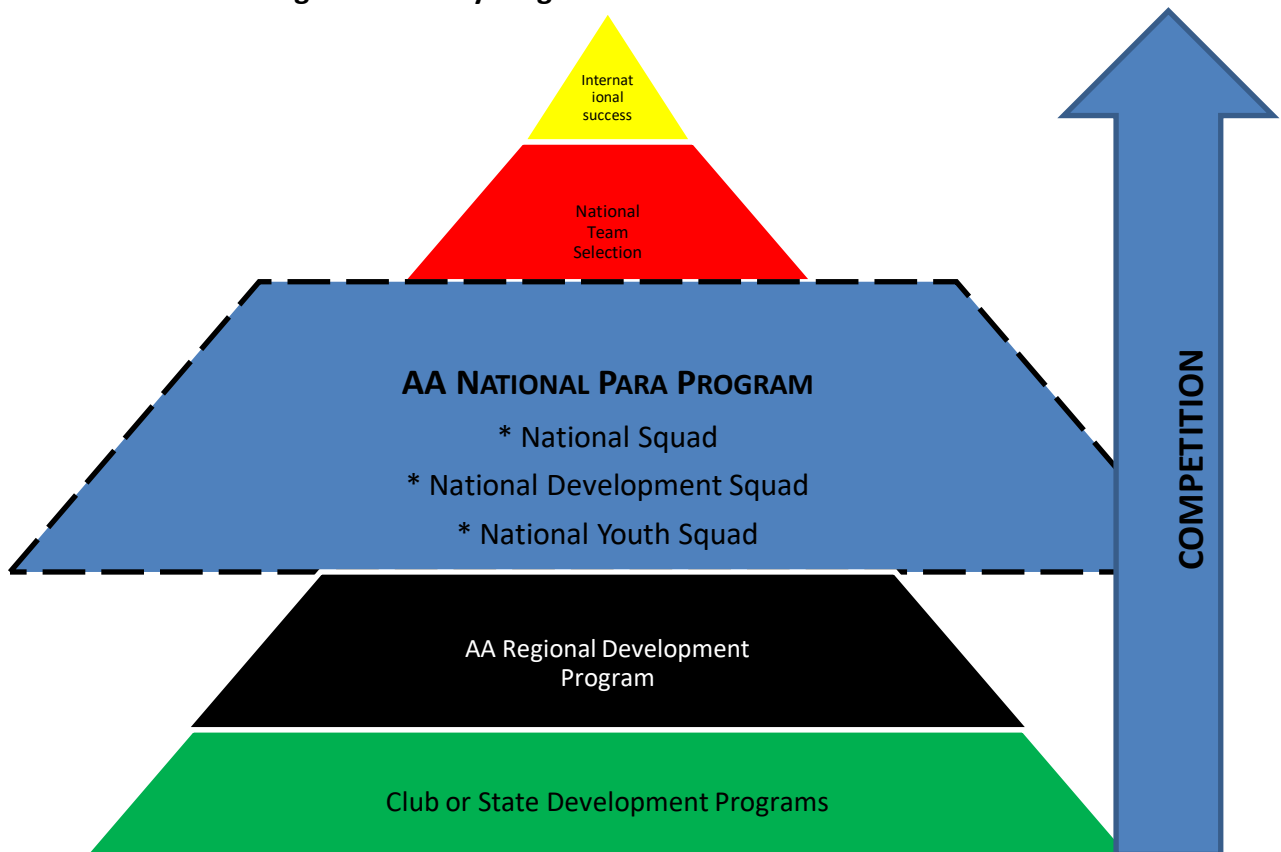 Internat
ional
success
National
Team
Selection
AA NATIONAL PARA PROGRAM
* National Squad
* National Development Squad
* National Youth Squad
AA Regional Development
Program
Club or State Development Programs
COMPETITION